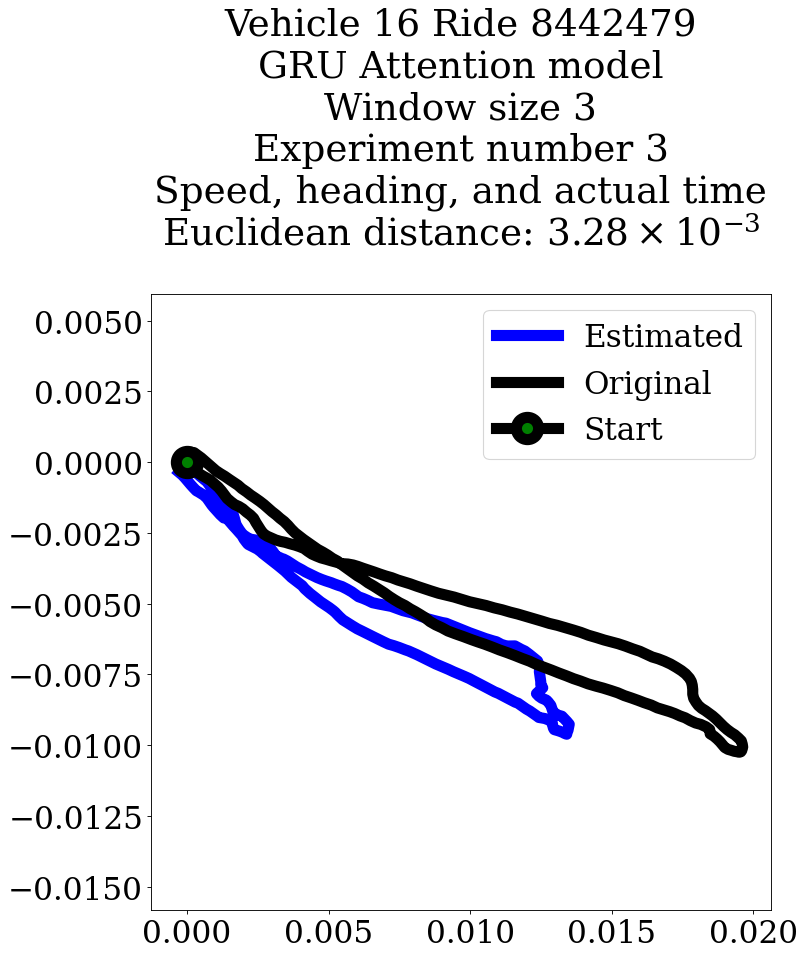 Vehicle 16 Ride 8442479
GRU Attention model
Window size 3
Experiment number 3
Speed, heading, and actual time
Euclidean distance: 3.28 × 10⁻³
Estimated
Original
Start
0.0050
0.0025
0.0000
−0.0025
−0.0050
−0.0075
−0.0100
−0.0125
−0.0150
0.000 0.005 0.010 0.015 0.020